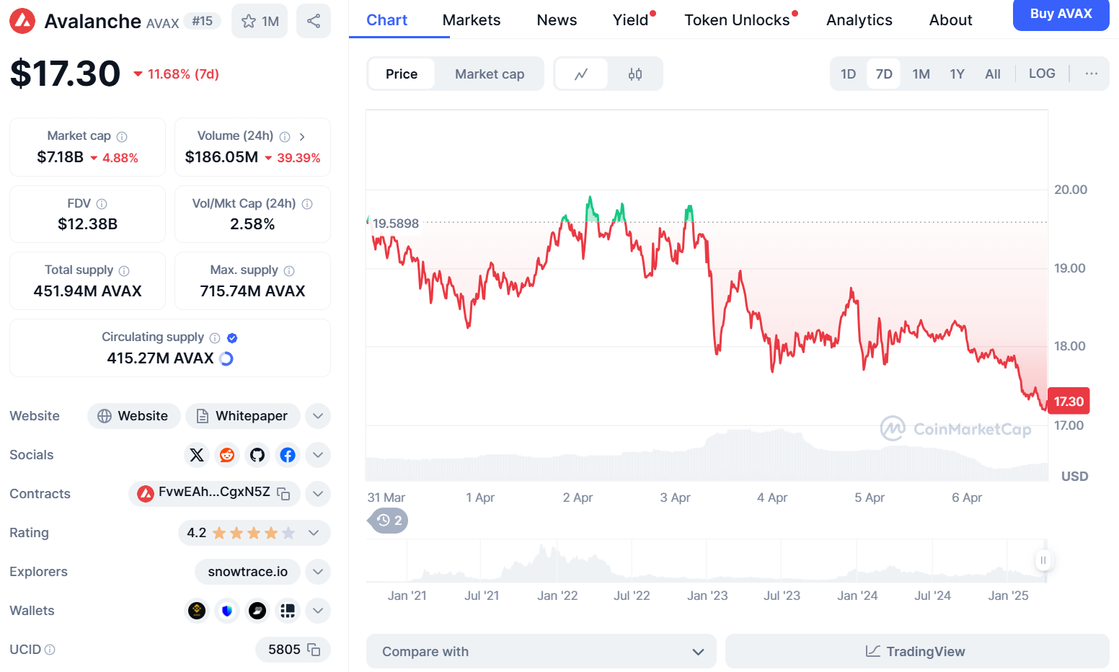 Avalanche AVAX #15 1M
$17.30 11.68% (7d)
Market cap
$7.18B 4.88%
Volume (24h)
$186.05M 39.39%
FDV
$12.38B
Vol/Mkt Cap (24h)
2.58%
Total supply
451.94M AVAX
Max. supply
715.74M AVAX
Circulating supply
415.27M AVAX
Website Website Whitepaper
Socials
Contracts FvwEAh...CgxN5Z
Rating 4.2
Explorers snowtrace.io
Wallets
UCID 5805
Chart Markets News Yield Token Unlocks Analytics About Buy AVAX
Price Market cap 1D 7D 1M 1Y All LOG ...
20.00
19.5898
19.00
18.00
17.30
17.00
CoinMarketCap
USD
31 Mar 1 Apr 2 Apr 3 Apr 4 Apr 5 Apr 6 Apr
2
Jan '21 Jul '21 Jan '22 Jul '22 Jan '23 Jul '23 Jan '24 Jul '24 Jan '25
Compare with TradingView